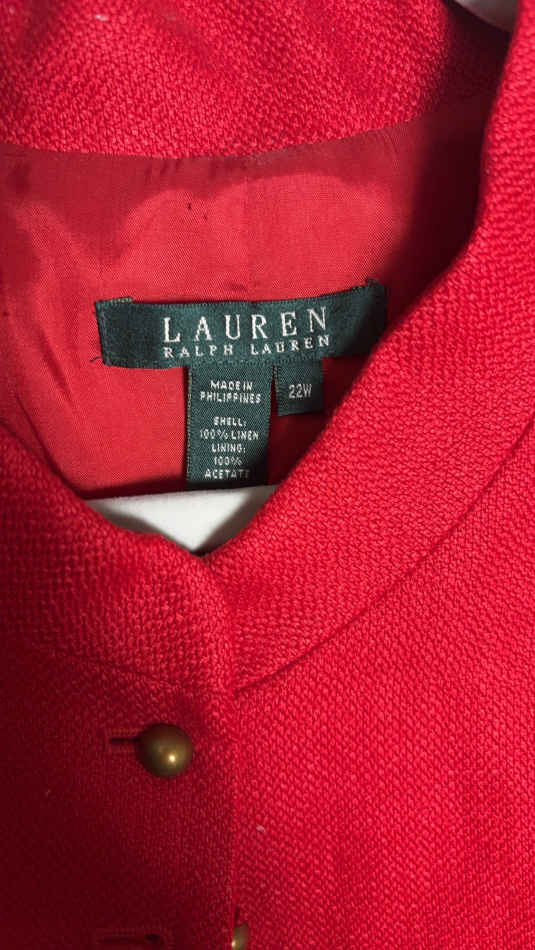 LAUREN
RALPH LAUREN
MADE IN
PHILIPPINES
22W
SHELL:
100% LINEN
LINING:
100%
ACETATE